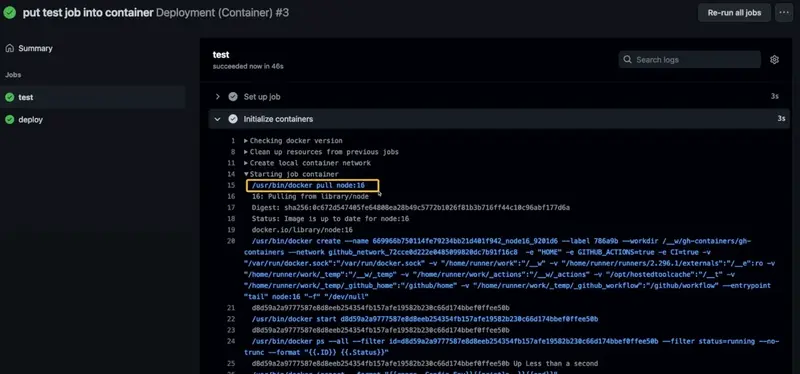 put test job into container Deployment (Container) #3
Re-run all jobs
Summary
Jobs
test
deploy
test
succeeded now in 46s
Search logs
Set up job
3s
Initialize containers
3s
1 ▶Checking docker version
8 ▶Clean up resources from previous jobs
11 ▶Create local container network
14 ▼Starting job container
15 /usr/bin/docker pull node:16
16 16: Pulling from library/node
17 Digest: sha256:0c672d547405fe64808ea28b49c5772b1026f81b3b716ff44c10c96abf177d6a
18 Status: Image is up to date for node:16
19 docker.io/library/node:16
20 /usr/bin/docker create --name 669966b750114fe79234bb21d401f942_node16_9201d6 --label 786a9b --workdir /__w/gh-containers/gh-
containers --network github_network_72cce0d222e0485099820dc7b91f16c8 -e "HOME" -e GITHUB_ACTIONS=true -e CI=true -v
"/var/run/docker.sock":"/var/run/docker.sock" -v "/home/runner/work":"/__w" -v "/home/runner/runners/2.296.1/externals":"/__e":ro -v
"/home/runner/work/_temp":"/__w/_temp" -v "/home/runner/work/_actions":"/__w/_actions" -v "/opt/hostedtoolcache":"/__t" -v
"/home/runner/work/_temp/_github_home":"/github/home" -v "/home/runner/work/_temp/_github_workflow":"/github/workflow" --entrypoint
"tail" node:16 "-f" "/dev/null"
21 d8d59a2a9777587e8d8eeb254354fb157afe19582b230c66d174bbef0ffee50b
22 /usr/bin/docker start d8d59a2a9777587e8d8eeb254354fb157afe19582b230c66d174bbef0ffee50b
23 d8d59a2a9777587e8d8eeb254354fb157afe19582b230c66d174bbef0ffee50b
24 /usr/bin/docker ps --all --filter id=d8d59a2a9777587e8d8eeb254354fb157afe19582b230c66d174bbef0ffee50b --filter status=running --no-
trunc --format "{{.ID}} {{.Status}}"
25 d8d59a2a9777587e8d8eeb254354fb157afe19582b230c66d174bbef0ffee50b Up Less than a second